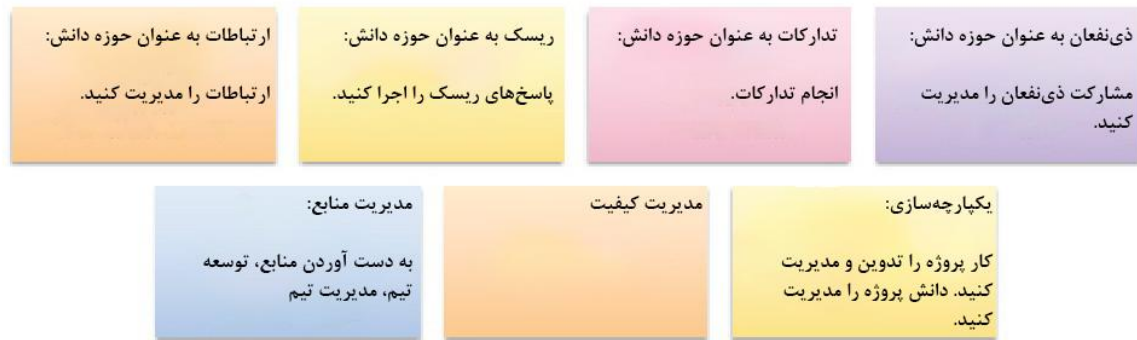 ذی‌نفعان به عنوان حوزه دانش:
مشارکت ذی‌نفعان را مدیریت
کنید.
تدارکات به عنوان حوزه دانش:
انجام تدارکات.
ریسک به عنوان حوزه دانش:
پاسخ‌های ریسک را اجرا کنید.
ارتباطات به عنوان حوزه دانش:
ارتباطات را مدیریت کنید.
یکپارچه‌سازی:
کار پروژه را تدوین و مدیریت
کنید. دانش پروژه را مدیریت
کنید.
مدیریت کیفیت
مدیریت منابع:
به دست آوردن منابع، توسعه
تیم، مدیریت تیم